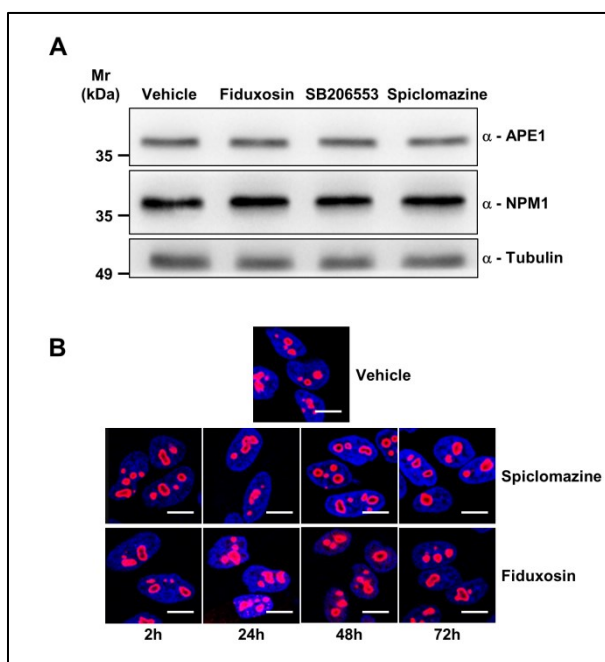 A
Mr
(kDa)
Vehicle Fiduxosin SB206553 Spiclomazine
35
α - APE1
35
α - NPM1
49
α - Tubulin
B
Vehicle
Spiclomazine
Fiduxosin
2h 24h 48h 72h